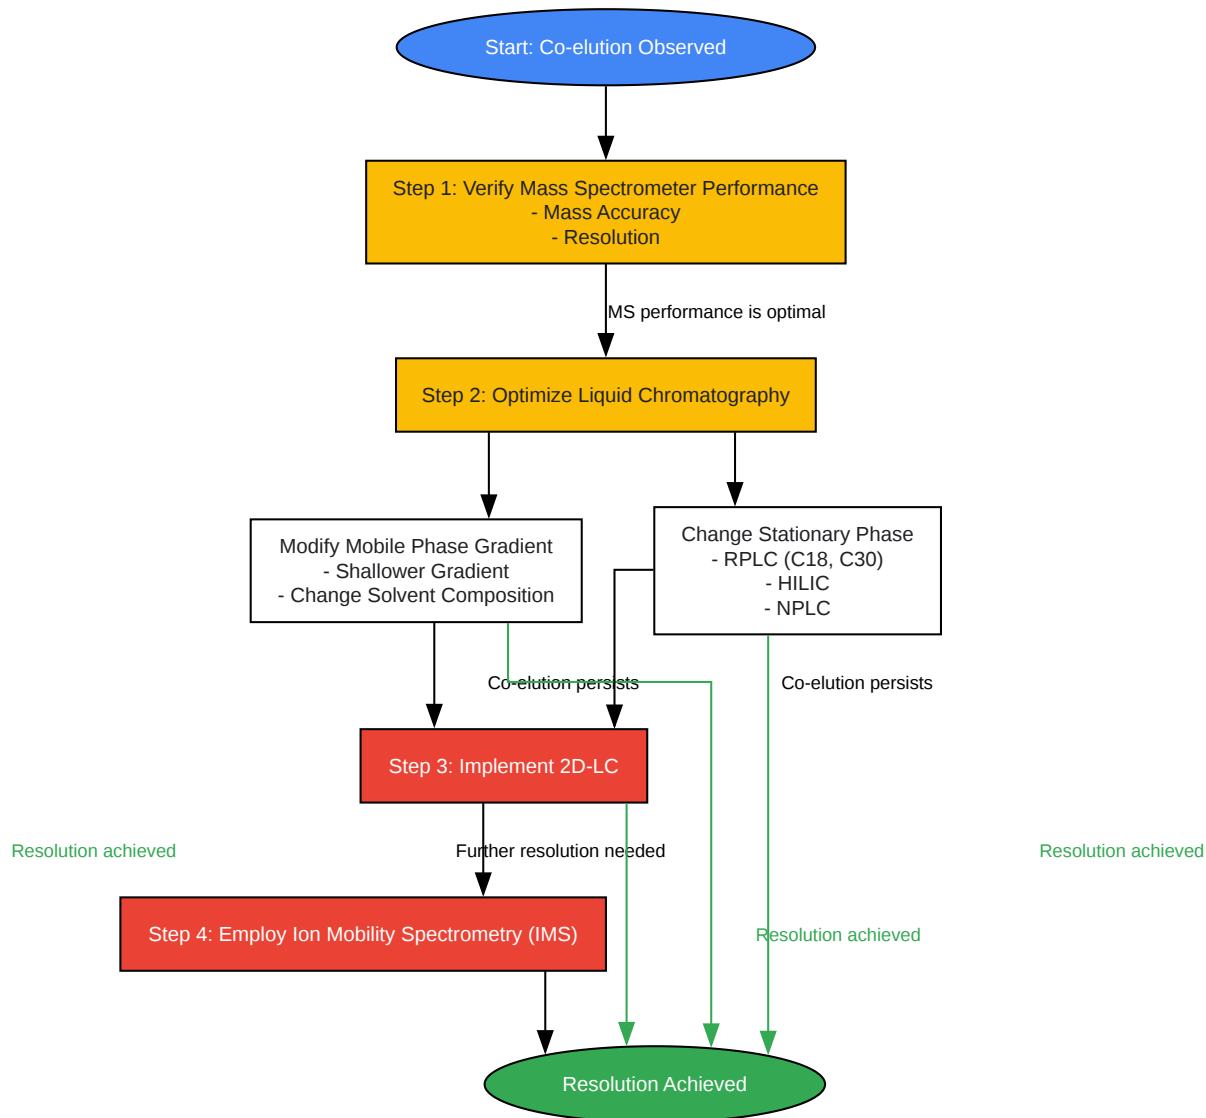 Start: Co-elution Observed
Step 1: Verify Mass Spectrometer Performance
- Mass Accuracy
- Resolution
MS performance is optimal
Step 2: Optimize Liquid Chromatography
Modify Mobile Phase Gradient
- Shallower Gradient
- Change Solvent Composition
Change Stationary Phase
- RPLC (C18, C30)
- HILIC
- NPLC
Co-elution persists
Co-elution persists
Step 3: Implement 2D-LC
Resolution achieved
Further resolution needed
Resolution achieved
Step 4: Employ Ion Mobility Spectrometry (IMS)
Resolution achieved
Resolution Achieved